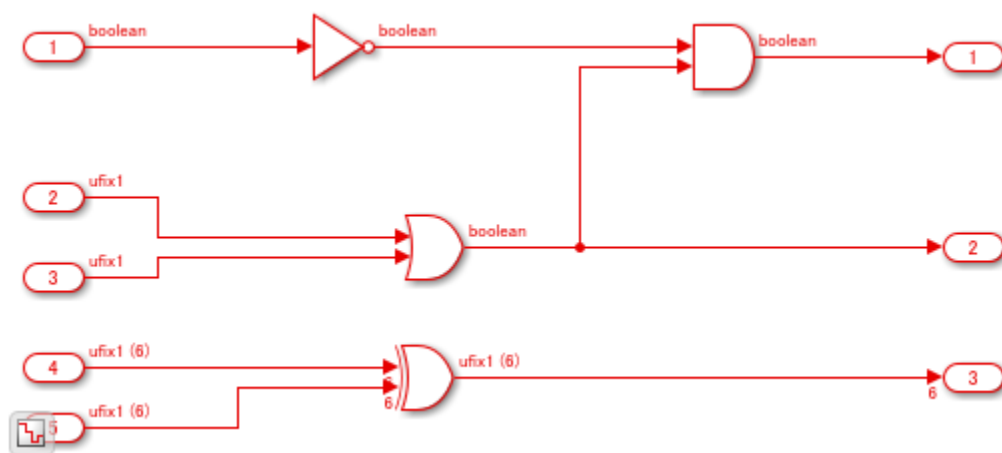 1 boolean boolean boolean 1
2 ufix1
3 ufix1 boolean 2
4 ufix1 (6) 6 ufix1 (6) 3
5 ufix1 (6) 6 6